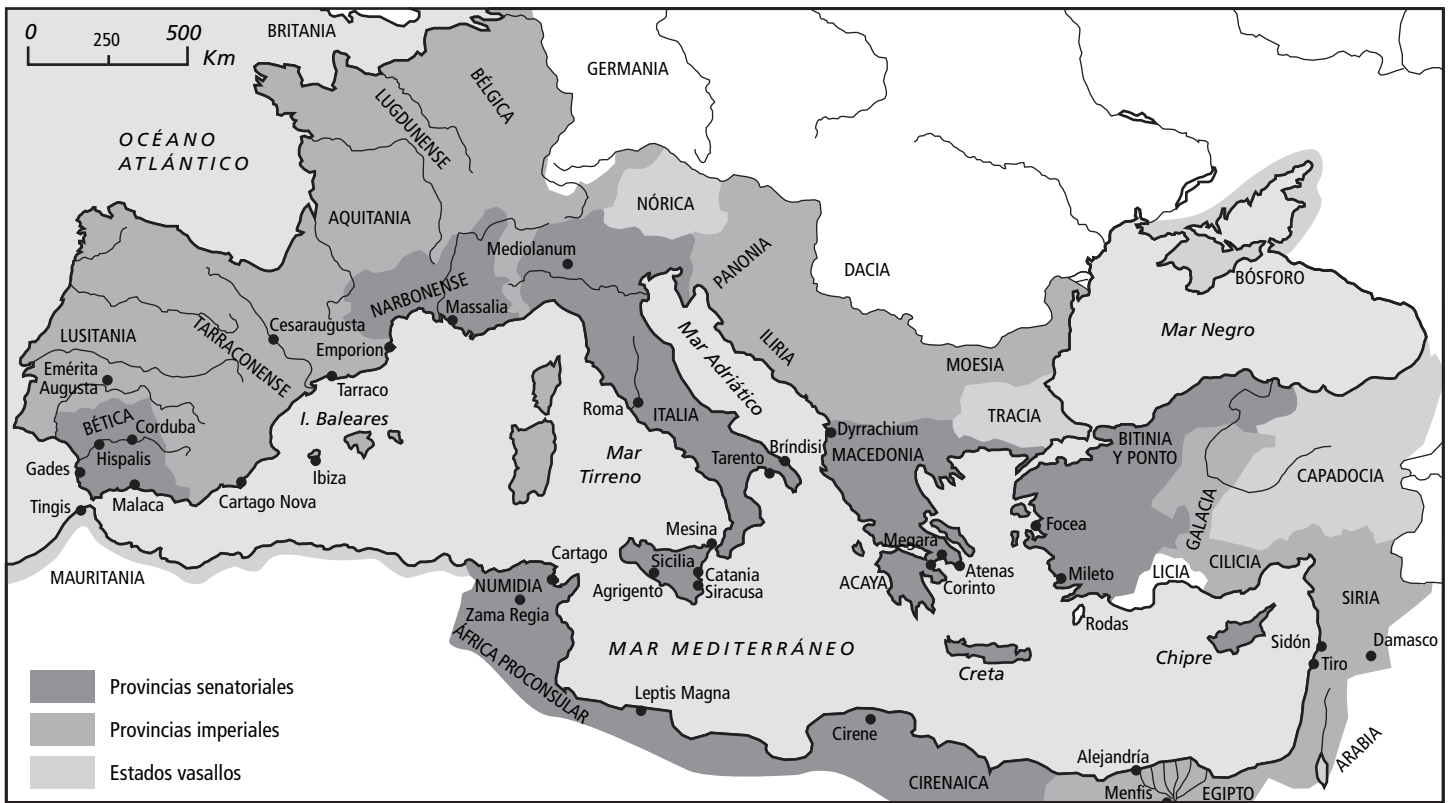 0
250
500
Km
BRITANIA
GERMANIA
BÉLGICA
LUGDUNENSE
OCÉANO
ATLÁNTICO
AQUITANIA
NÓRICA
Mediolanum
PANONIA
DACIA
BÓSFORO
NARBONENSE
Massalia
Mar Negro
LUSITANIA
TARRACONENSE
Cesaraugusta
Emporion
Mar Adriático
ILIRIA
MOESIA
Emérita
Augusta
Tarraco
I. Baleares
Roma
ITALIA
TRACIA
BÉTICA
Corduba
Hispalis
Dyrrachium
MACEDONIA
Bríndisi
Tarento
BITINIA
Y PONTO
Mar
Tirreno
Gades
Ibiza
CAPADOCIA
Tingis
Malaca
Cartago Nova
GALACIA
Focea
Mesina
Megara
Cartago
Sicilia
CILICIA
MAURITANIA
NUMIDIA
Agrigento
Catania
Siracusa
ACAYA
Atenas
Corinto
Mileto
LICIA
SIRIA
Zama Regia
Rodas
ÁFRICA PROCONSULAR
MAR MEDITERRÁNEO
Creta
Chipre
Sidón
Damasco
Tiro
Provincias senatoriales
Leptis Magna
Provincias imperiales
Cirene
ARABIA
Alejandría
Estados vasallos
CIRENAICA
Menfis
EGIPTO